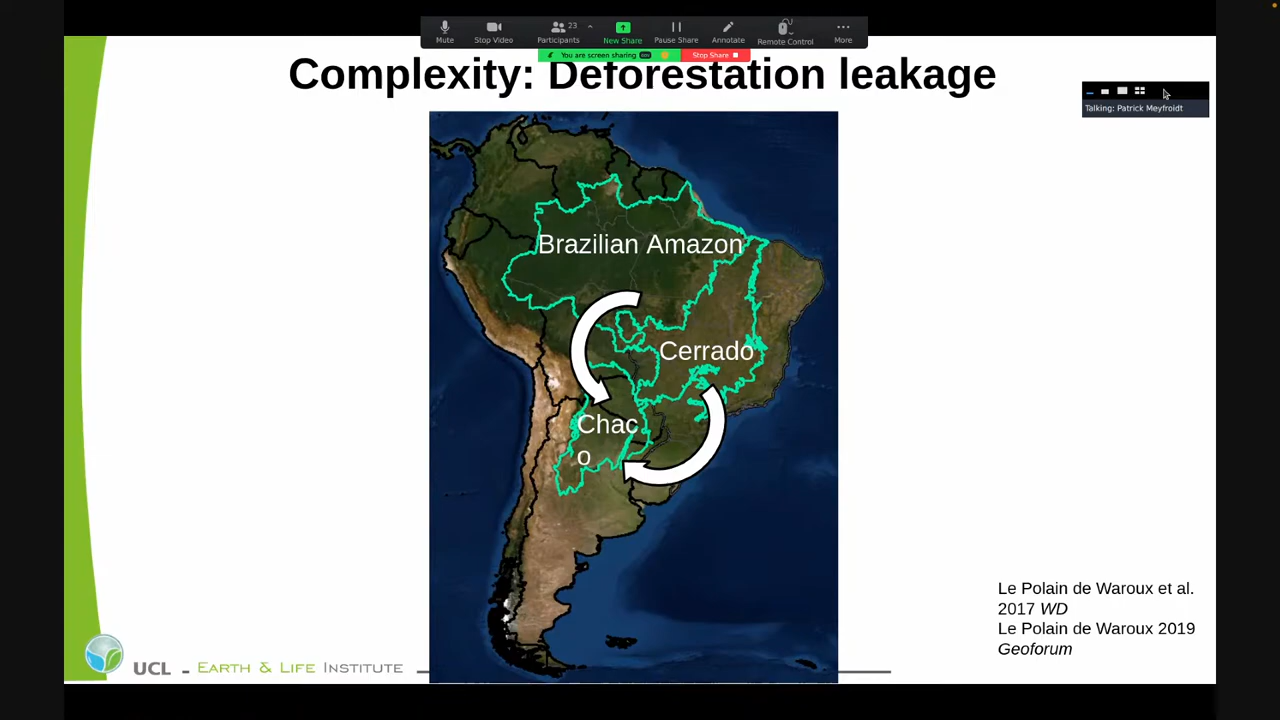 23
Mute
Stop Video
Participants
New Share
Pause Share
Annotate
Remote Control
More
You are screen sharing
Stop Share
Complexity: Deforestation leakage
Talking: Patrick Meyfroidt
Brazilian Amazon
Cerrado
Chac
o
Le Polain de Waroux et al.
2017 WD
Le Polain de Waroux 2019
Geoforum
UCL - EARTH & LIFE INSTITUTE